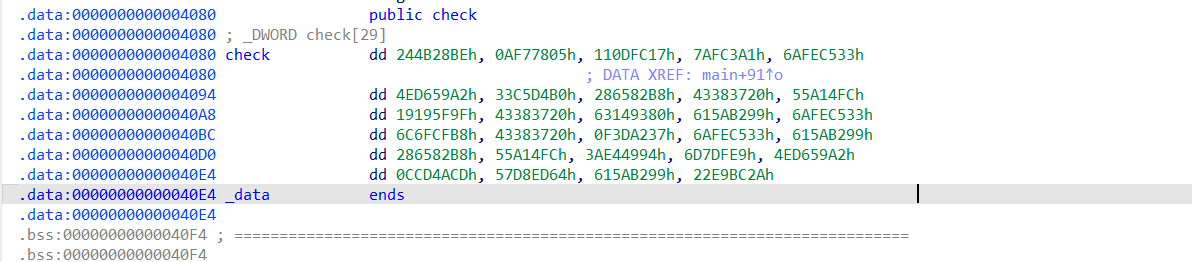 .data:0000000000004080 public check
.data:0000000000004080 ; _DWORD check[29]
.data:0000000000004080 check dd 244B28BEh, 0AF77805h, 110DFC17h, 7AFC3A1h, 6AFEC533h
.data:0000000000004080 ; DATA XREF: main+91↑o
.data:0000000000004094 dd 4ED659A2h, 33C5D4B0h, 286582B8h, 43383720h, 55A14FCh
.data:00000000000040A8 dd 19195F9Fh, 43383720h, 63149380h, 615AB299h, 6AFEC533h
.data:00000000000040BC dd 6C6FCFB8h, 43383720h, 0F3DA237h, 6AFEC533h, 615AB299h
.data:00000000000040D0 dd 286582B8h, 55A14FCh, 3AE44994h, 6D7DFE9h, 4ED659A2h
.data:00000000000040E4 dd 0CCD4ACDh, 57D8ED64h, 615AB299h, 22E9BC2Ah
.data:00000000000040E4 _data ends
.data:00000000000040E4
.bss:00000000000040F4 ; ===========================================================================
.bss:00000000000040F4